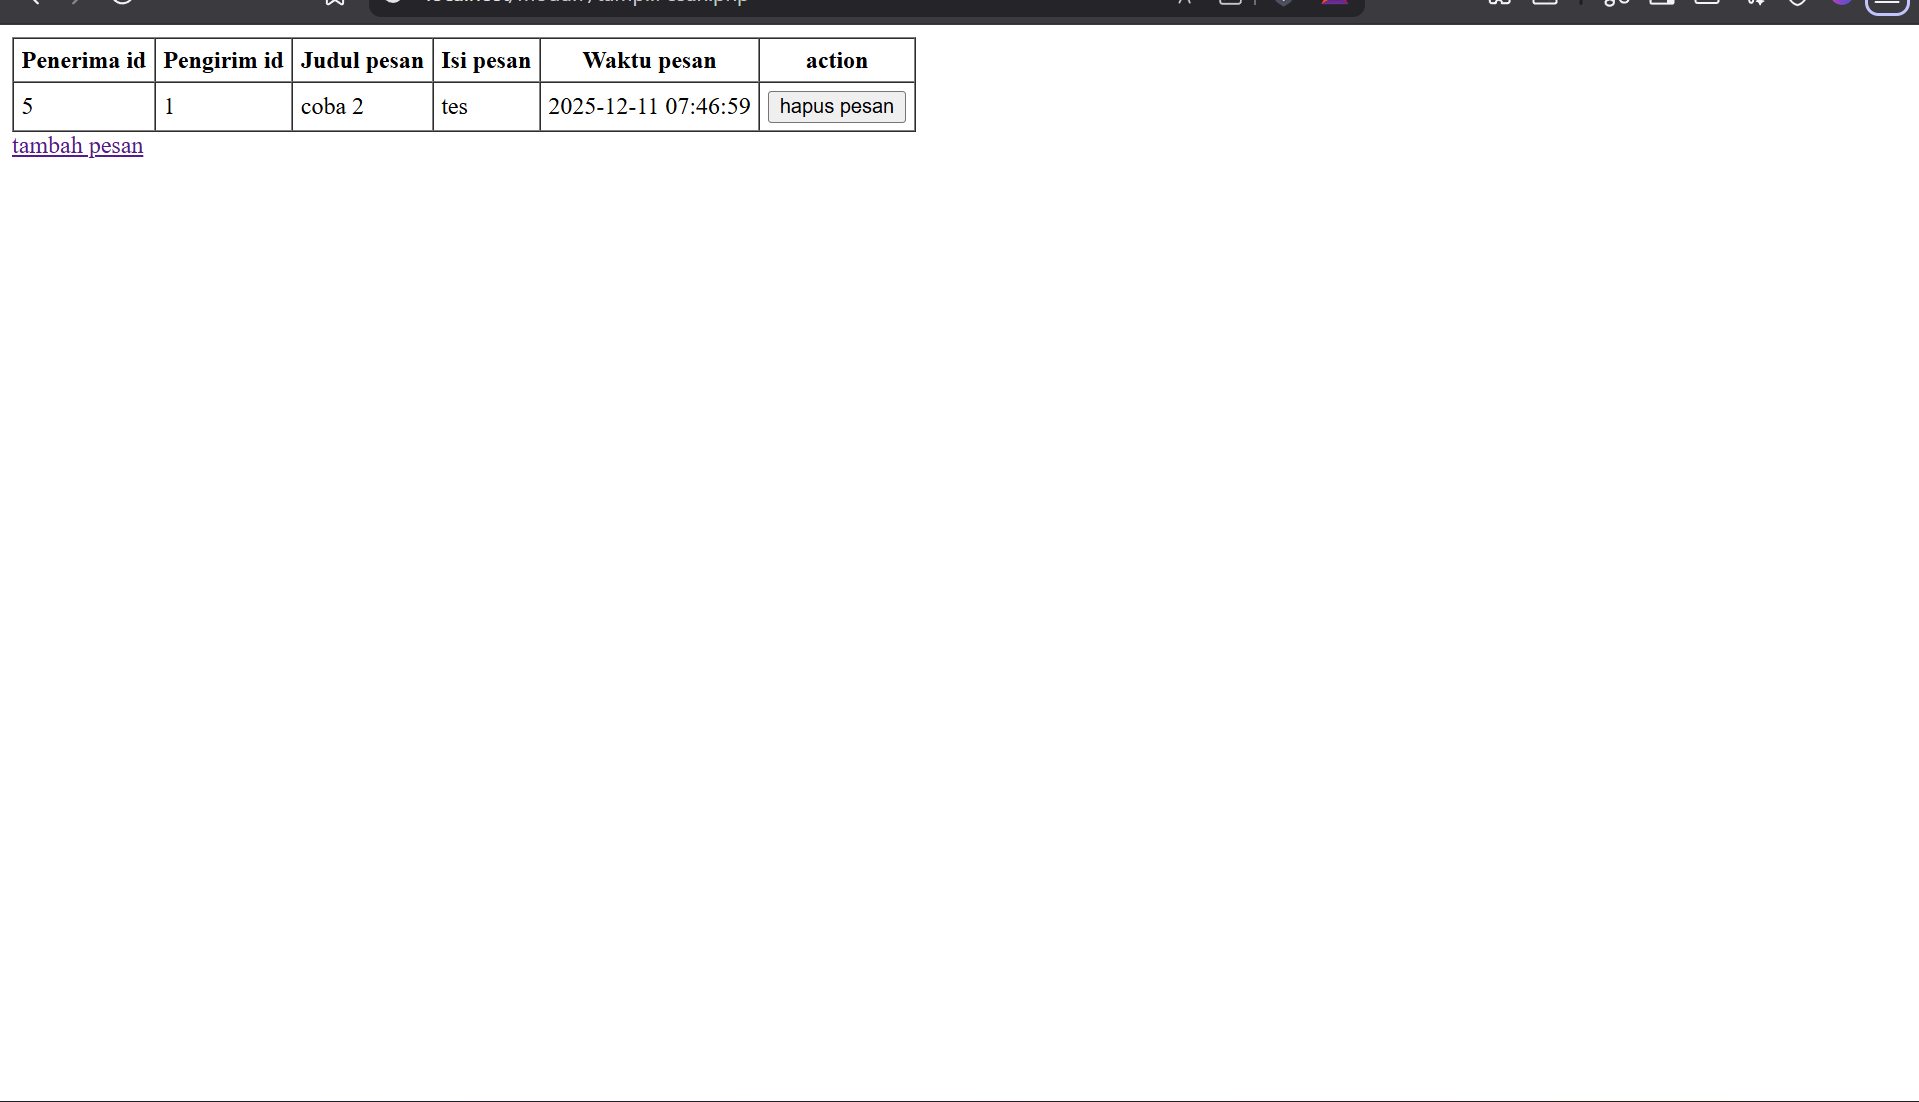 Penerima id Pengirim id Judul pesan Isi pesan Waktu pesan action
5 1 coba 2 tes 2025-12-11 07:46:59 hapus pesan
tambah pesan